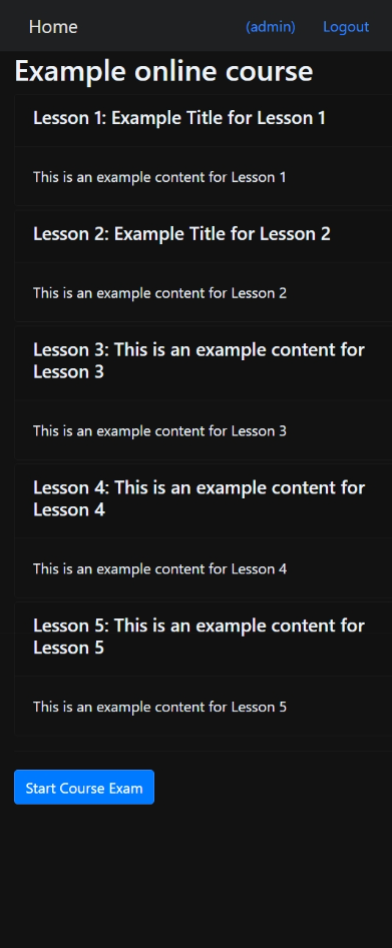 Home
(admin)
Logout
Example online course
Lesson 1: Example Title for Lesson 1
This is an example content for Lesson 1
Lesson 2: Example Title for Lesson 2
This is an example content for Lesson 2
Lesson 3: This is an example content for
Lesson 3
This is an example content for Lesson 3
Lesson 4: This is an example content for
Lesson 4
This is an example content for Lesson 4
Lesson 5: This is an example content for
Lesson 5
This is an example content for Lesson 5
Start Course Exam